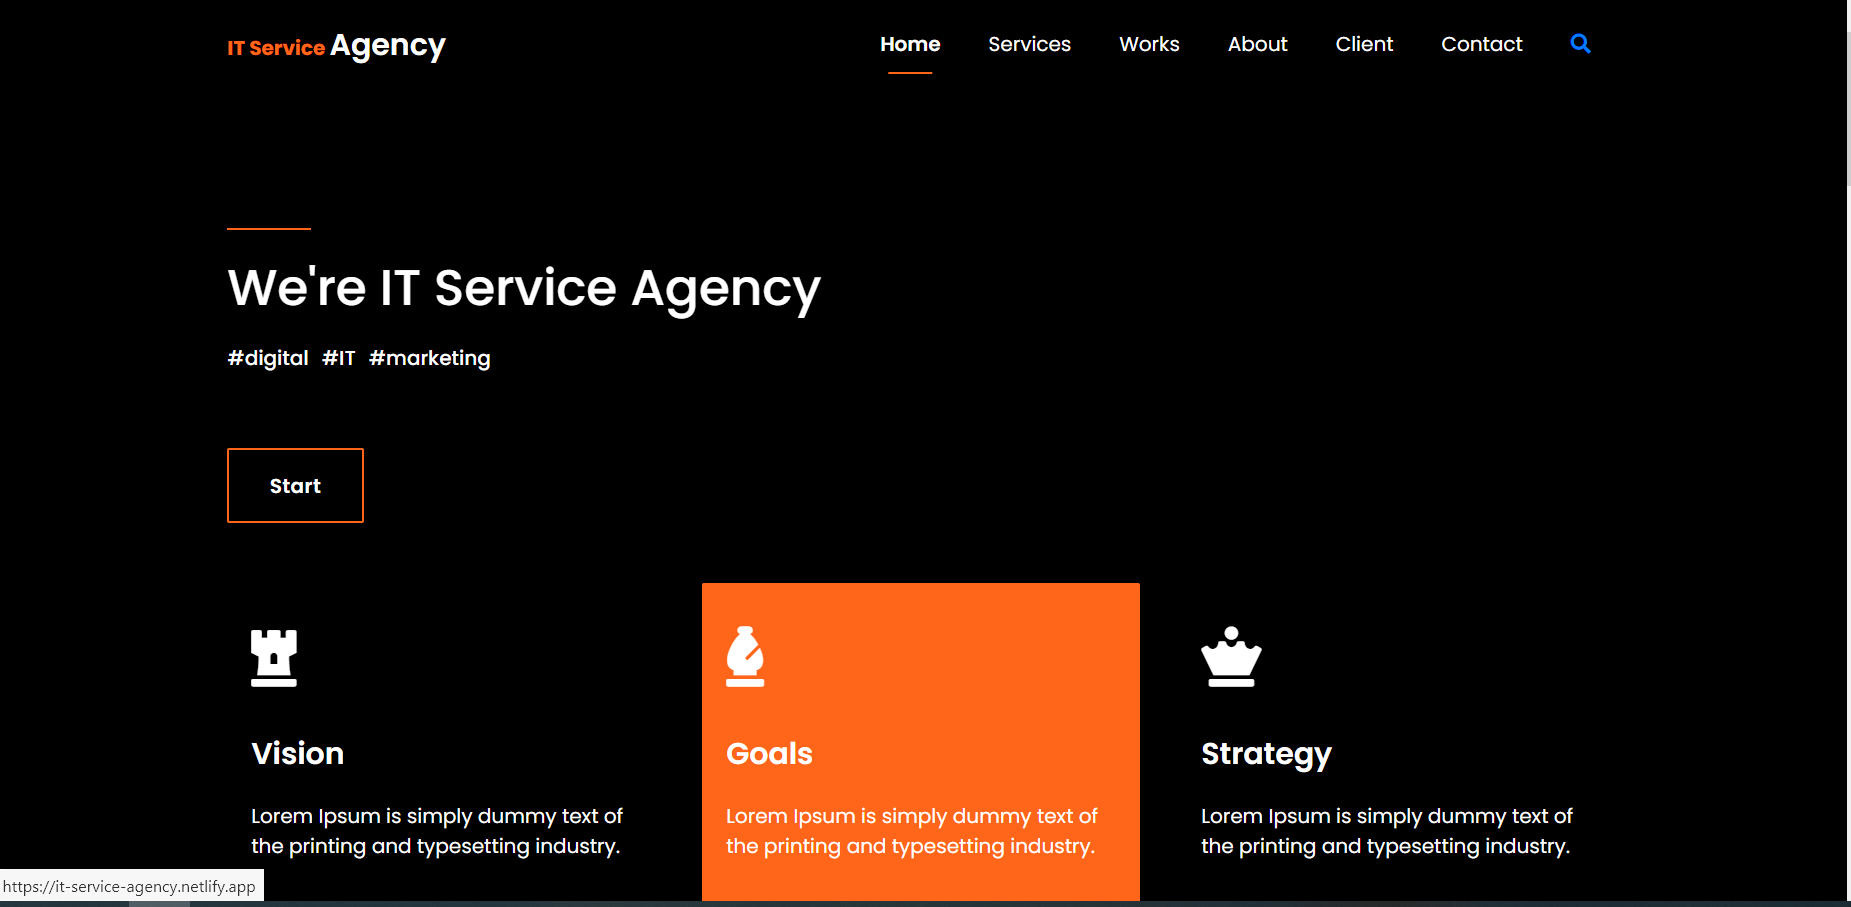 IT Service Agency
Home Services Works About Client Contact
We're IT Service Agency
#digital #IT #marketing
Start
Vision
Lorem Ipsum is simply dummy text of
the printing and typesetting industry.
Goals
Lorem Ipsum is simply dummy text of
the printing and typesetting industry.
Strategy
Lorem Ipsum is simply dummy text of
the printing and typesetting industry.
https://it-service-agency.netlify.app